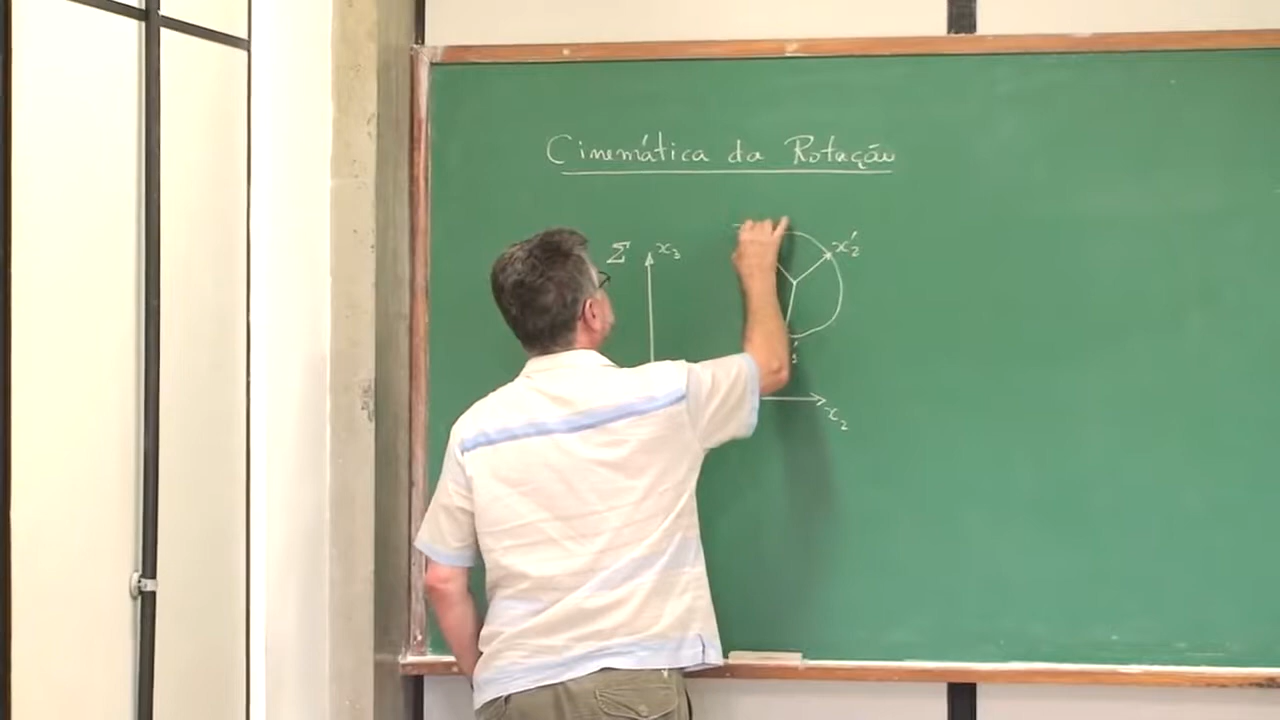 Cinemática da Rotação
Σ x₃ x'₂
x₂